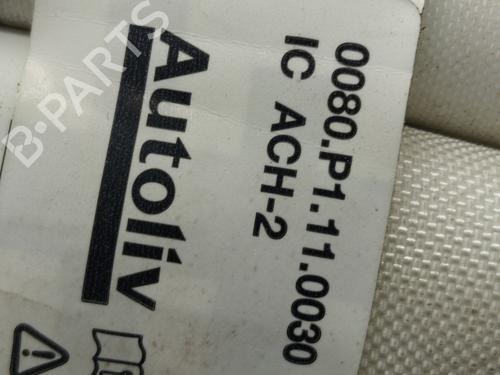 0080.P1.11.0030
IC ACH-2
Autoliv
B-PARTS